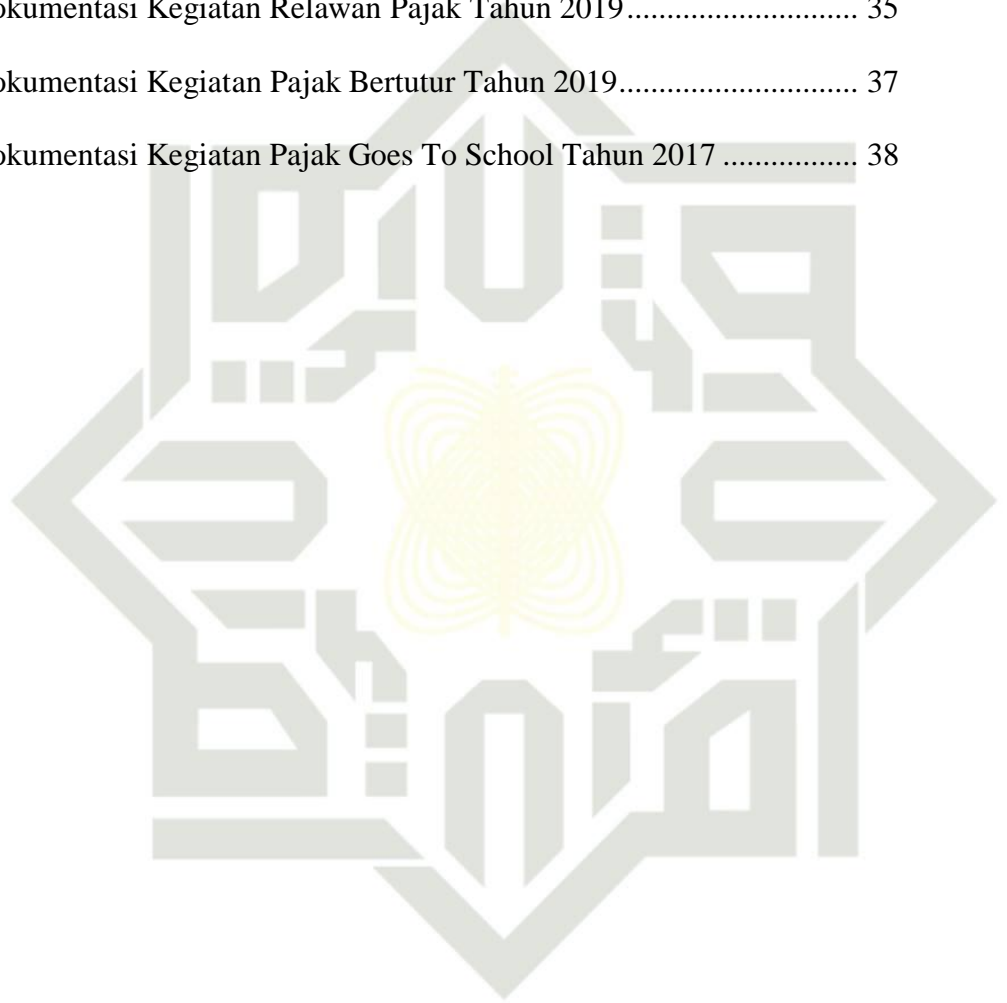 okumentasi Kegiatan Relawan Pajak Tahun 2019............................ 35
okumentasi Kegiatan Pajak Bertutur Tahun 2019............................. 37
okumentasi Kegiatan Pajak Goes To School Tahun 2017 ................. 38